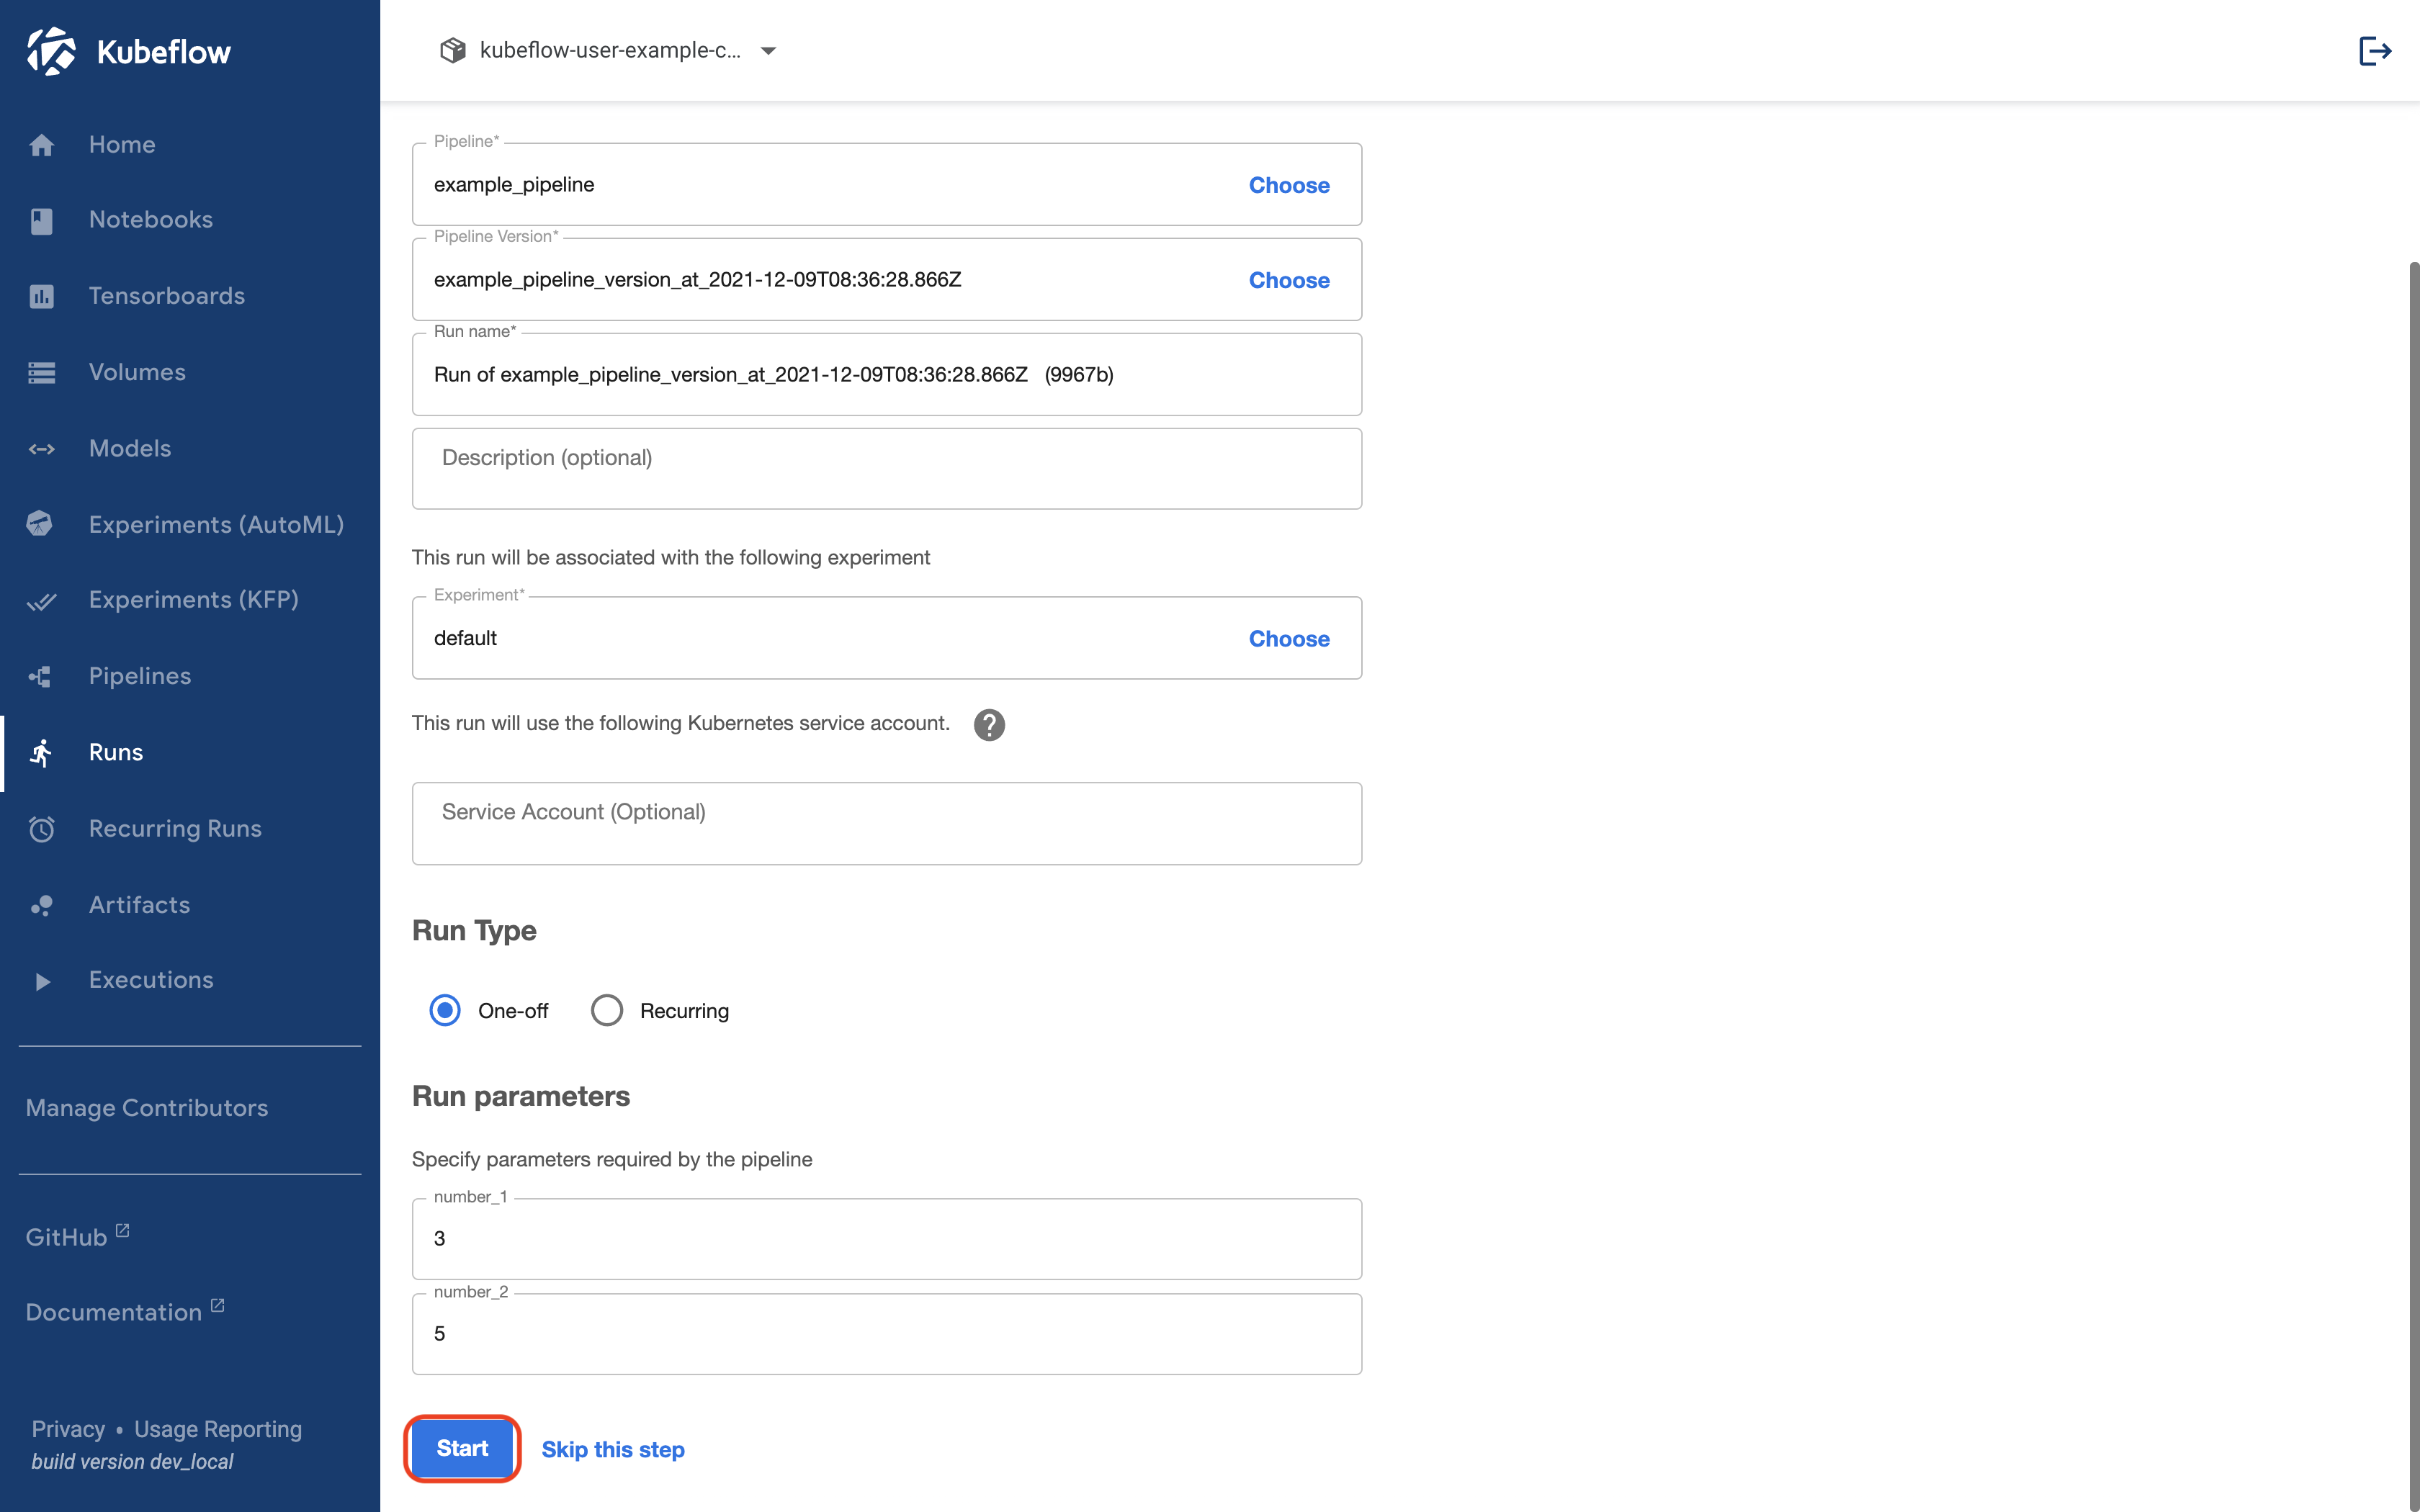 Kubeflow
Home
Notebooks
Tensorboards
Volumes
Models
Experiments (AutoML)
Experiments (KFP)
Pipelines
Runs
Recurring Runs
Artifacts
Executions
Manage Contributors
GitHub
Documentation
Privacy • Usage Reporting
build version dev_local
kubeflow-user-example-c...
Pipeline*
example_pipeline Choose
Pipeline Version*
example_pipeline_version_at_2021-12-09T08:36:28.866Z Choose
Run name*
Run of example_pipeline_version_at_2021-12-09T08:36:28.866Z (9967b)
Description (optional)
This run will be associated with the following experiment
Experiment*
default Choose
This run will use the following Kubernetes service account. ?
Service Account (Optional)
Run Type
One-off Recurring
Run parameters
Specify parameters required by the pipeline
number_1
3
number_2
5
Start Skip this step